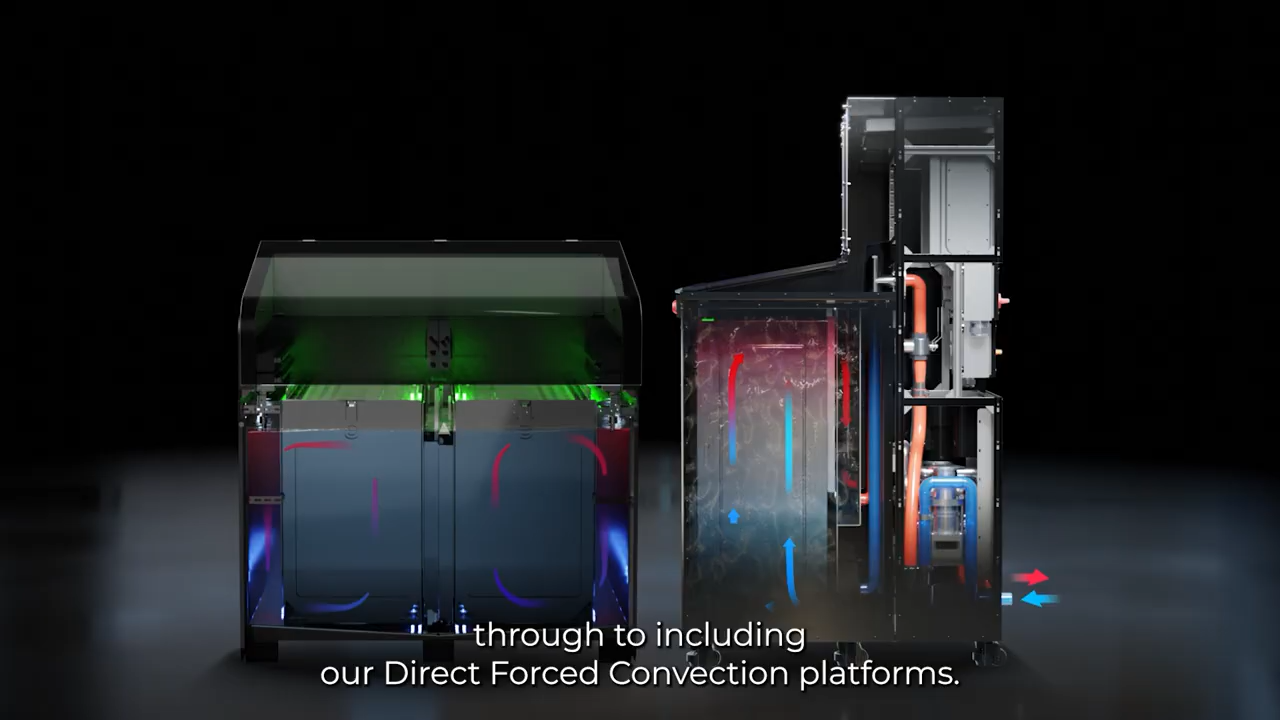 through to including
our Direct Forced Convection platforms.